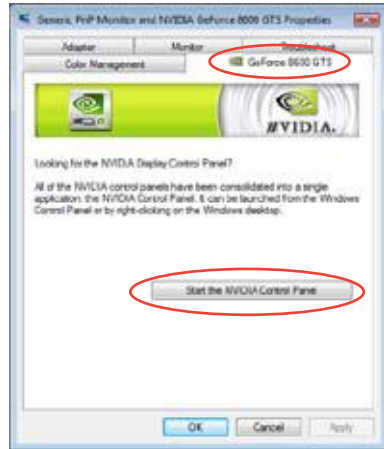 Generic PnP Monitor and NVIDIA GeForce 8600 GTS Properties
Adapter Monitor Troubleshoot
Color Management GeForce 8600 GTS
NVIDIA.
Looking for the NVIDIA Display Control Panel?
All of the NVIDIA control panels have been consolidated into a single
application: the NVIDIA Control Panel. It can be launched from the Windows
Control Panel or by right-clicking on the Windows desktop.
Start the NVIDIA Control Panel
OK Cancel Apply